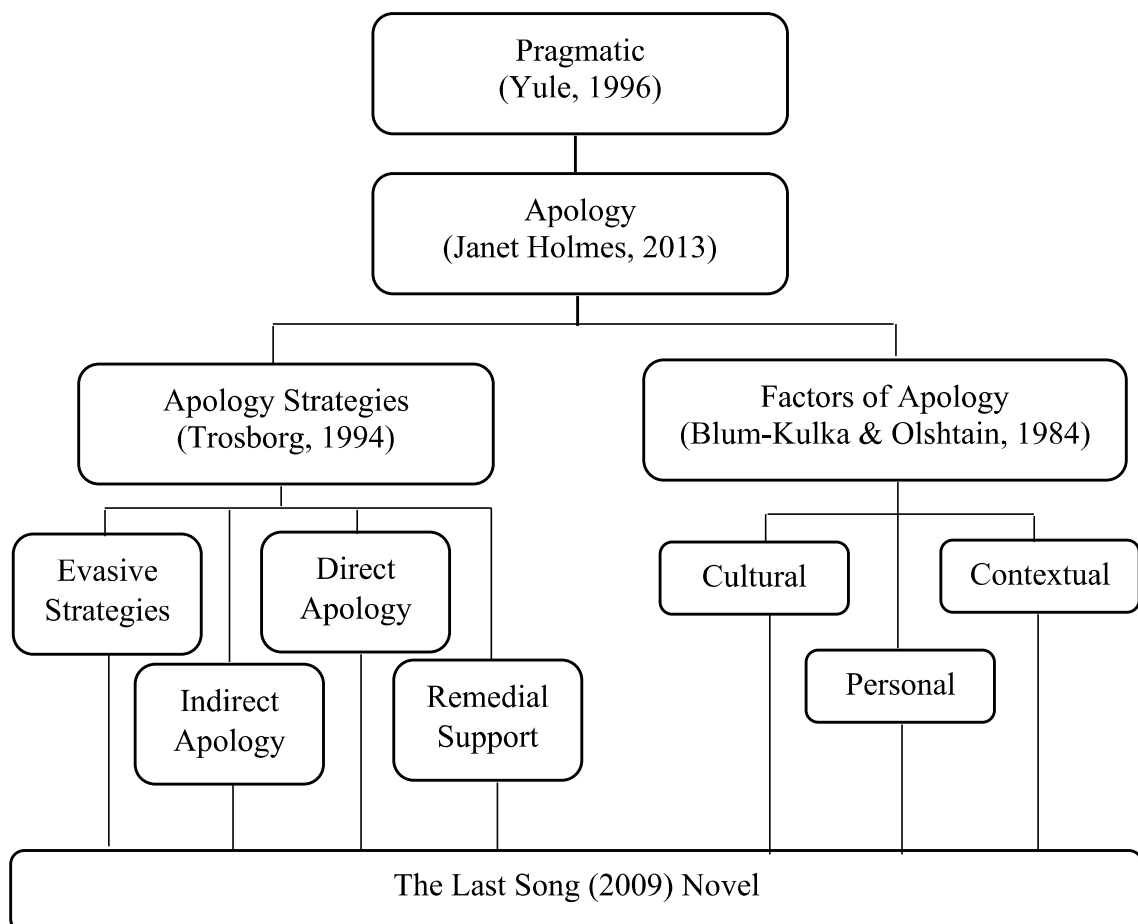 Pragmatic
(Yule, 1996)
Apology
(Janet Holmes, 2013)
Apology Strategies
(Trosborg, 1994)
Factors of Apology
(Blum-Kulka & Olshtain, 1984)
Evasive
Strategies
Indirect
Apology
Direct
Apology
Remedial
Support
Cultural
Personal
Contextual
The Last Song (2009) Novel